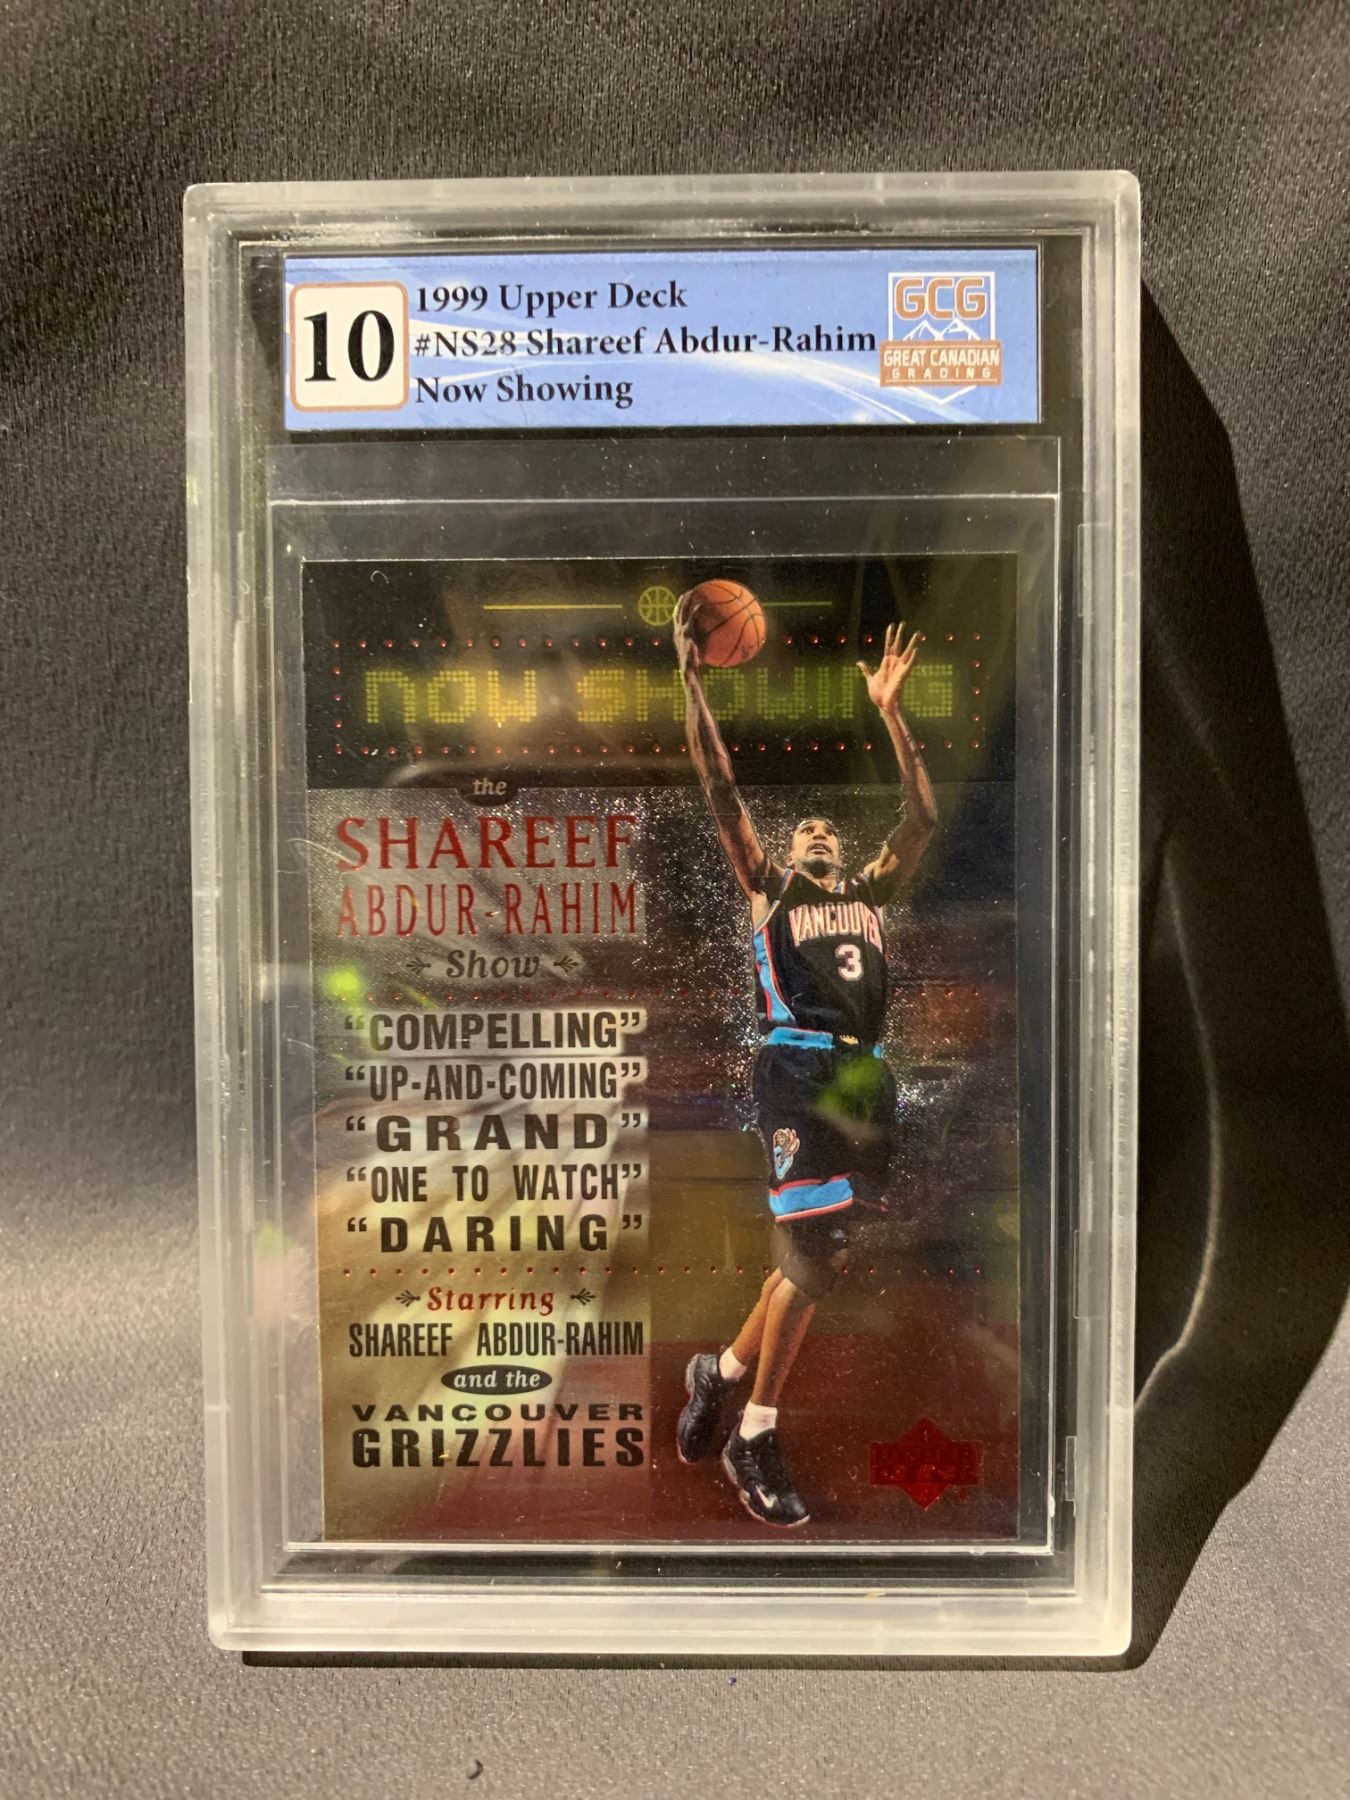 10
1999 Upper Deck
#NS28 Shareef Abdur-Rahim
Now Showing
GCG
GREAT CANADIAN
GRADING
NOW SHOWING
the
SHAREEF
ABDUR-RAHIM
Show
"COMPELLING"
"UP-AND-COMING"
"GRAND"
"ONE TO WATCH"
"DARING"
Starring
SHAREEF ABDUR-RAHIM
and the
VANCOUVER
GRIZZLIES
VANCOUVER
3
UPPER
DECK